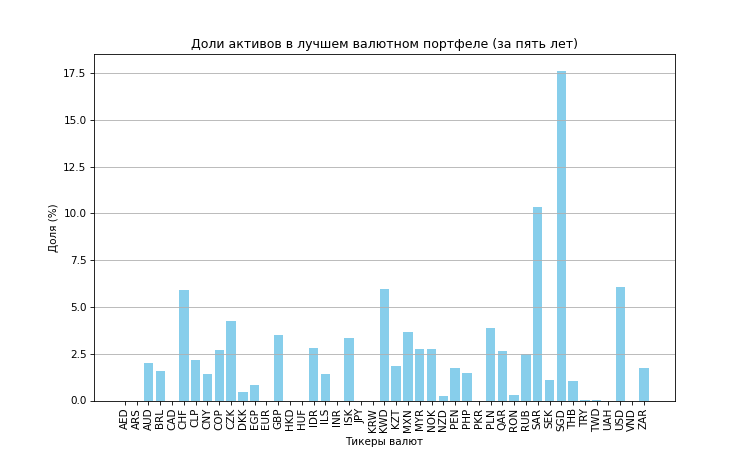 Доли активов в лучшем валютном портфеле (за пять лет)
Доля (%)
17.5
15.0
12.5
10.0
7.5
5.0
2.5
0.0
AED ARS AUD BRL CAD CHF CLP CNY COP CZK DKK EGP EUR GBP HKD HUF IDR ILS INR ISK JPY KRW KWD KZT MXN MYR NOK NZD PEN PHP PKR PLN QAR RON RUB SAR SEK SGD THB TRY TWD UAH USD VND ZAR
Тикеры валют